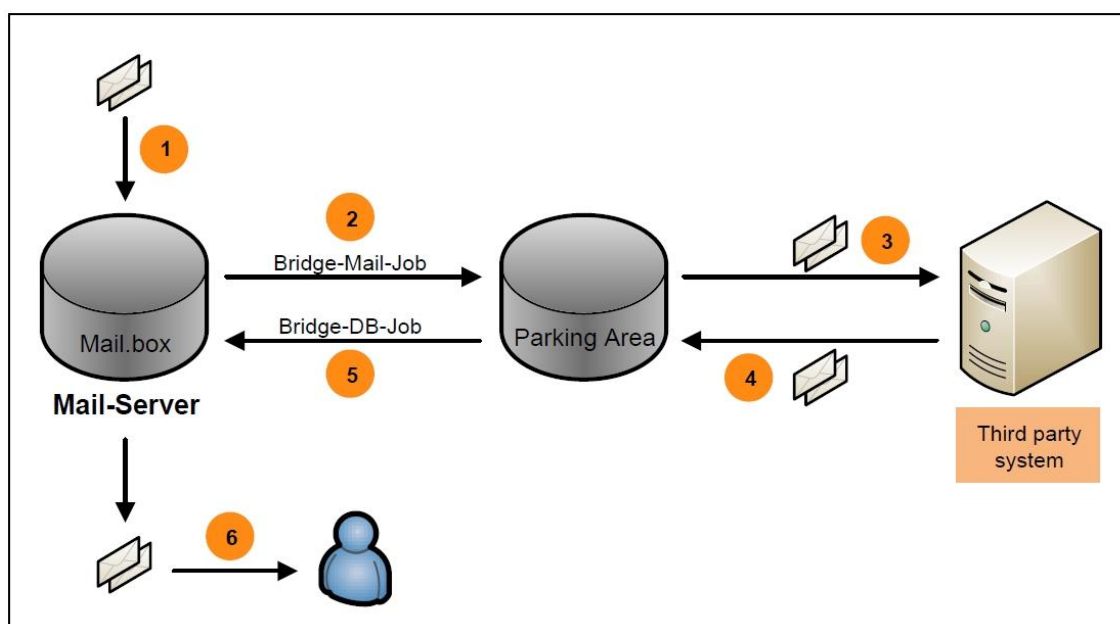 1
2
Bridge-Mail-Job
3
Mail.box
Bridge-DB-Job
Parking Area
5
4
Mail-Server
Third party
system
6